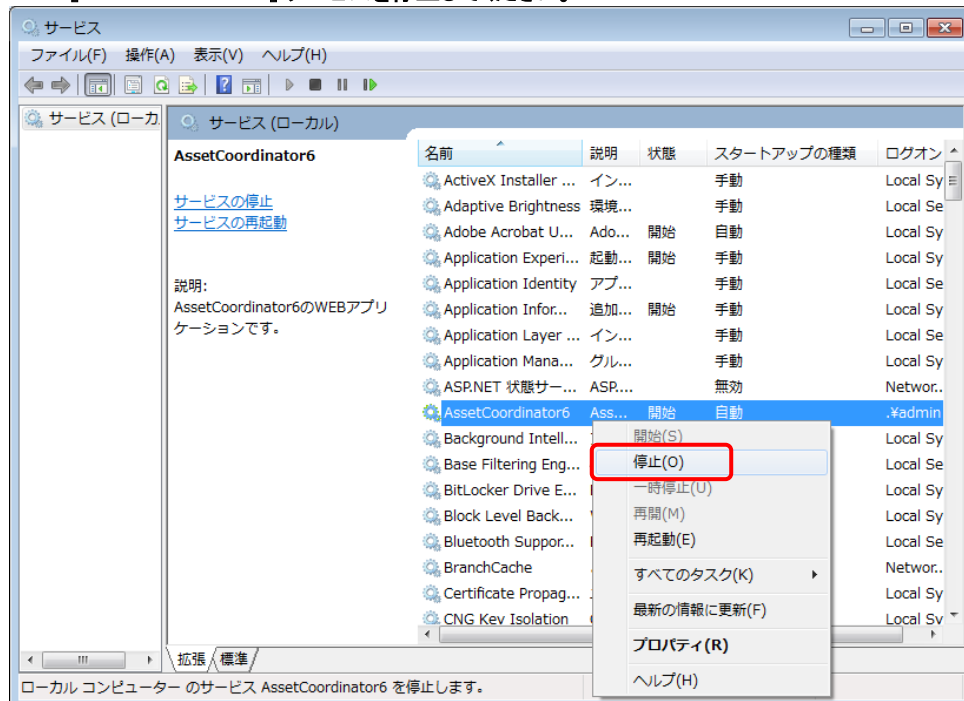 サービスを停止してください。
サービス
ファイル(F) 操作(A) 表示(V) ヘルプ(H)
サービス (ローカ
サービス (ローカル)
AssetCoordinator6
サービスの停止
サービスの再起動
説明:
AssetCoordinator6のWEBアプリ
ケーションです。
名前 説明 状態 スタートアップの種類 ログオン
ActiveX Installer ... イン... 手動 Local Sy
Adaptive Brightness 環境... 手動 Local Se
Adobe Acrobat U... Ado... 開始 自動 Local Sy
Application Experi... 起動... 開始 手動 Local Sy
Application Identity アプ... 手動 Local Se
Application Infor... 追加... 開始 手動 Local Sy
Application Layer ... イン... 手動 Local Se
Application Mana... グル... 手動 Local Sy
ASP.NET 状態サー... ASP.... 無効 Networ..
AssetCoordinator6 Ass... 開始 自動 .¥admin
Background Intell... Local Sy
Base Filtering Eng... Local Se
BitLocker Drive E... Local Sy
Block Level Back... Local Sy
Bluetooth Suppor... Local Se
BranchCache Networ..
Certificate Propag... Local Sy
CNG Key Isolation Local Sy
開始(S)
停止(O)
一時停止(U)
再開(M)
再起動(E)
すべてのタスク(K)
最新の情報に更新(F)
プロパティ(R)
ヘルプ(H)
拡張 標準
ローカル コンピューター のサービス AssetCoordinator6 を停止します。